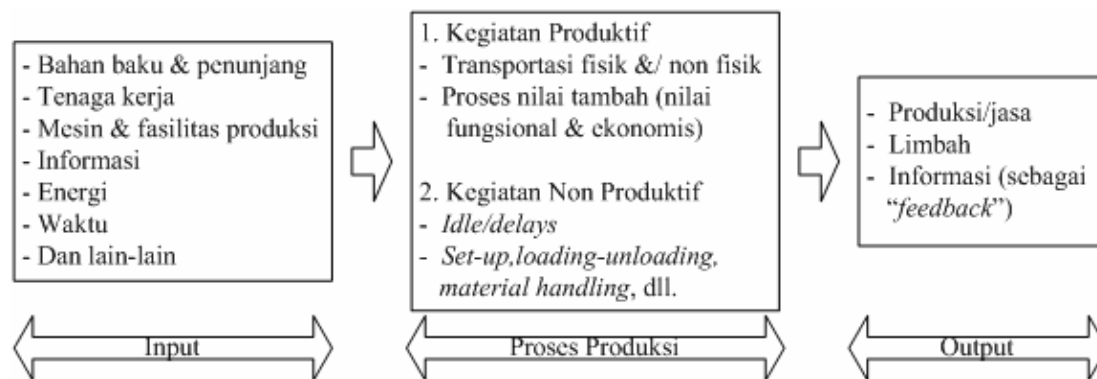 - Bahan baku & penunjang
- Tenaga kerja
- Mesin & fasilitas produksi
- Informasi
- Energi
- Waktu
- Dan lain-lain
Input
1. Kegiatan Produktif
- Transportasi fisik &/ non fisik
- Proses nilai tambah (nilai
fungsional & ekonomis)
2. Kegiatan Non Produktif
- Idle/delays
- Set-up,loading-unloading,
material handling, dll.
Proses Produksi
- Produksi/jasa
- Limbah
- Informasi (sebagai
“feedback”)
Output